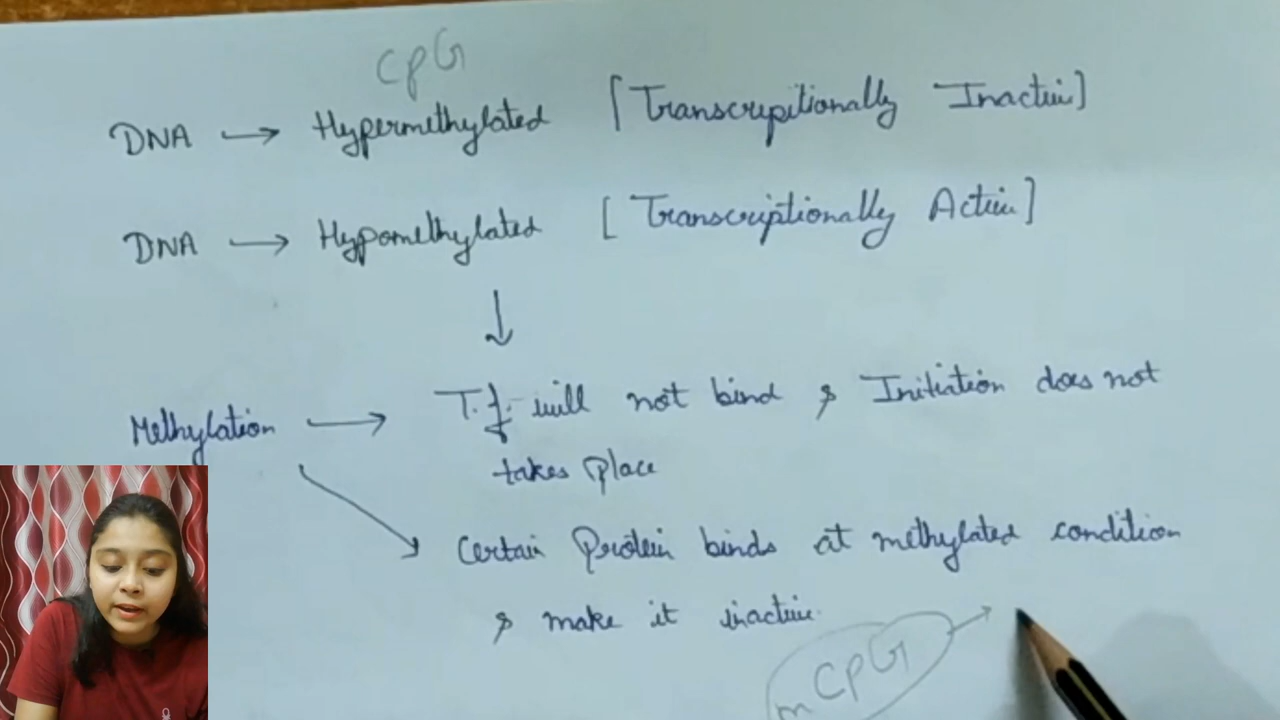 CpG
DNA → Hypermethylated [Transcriptionally Inactive]
DNA → Hypomethylated [Transcriptionally Active]
↓
Methylation → T.f. will not bind & Initiation does not
takes place
Certain Protein binds at methylated condition
& make it inactive.
mCpG →